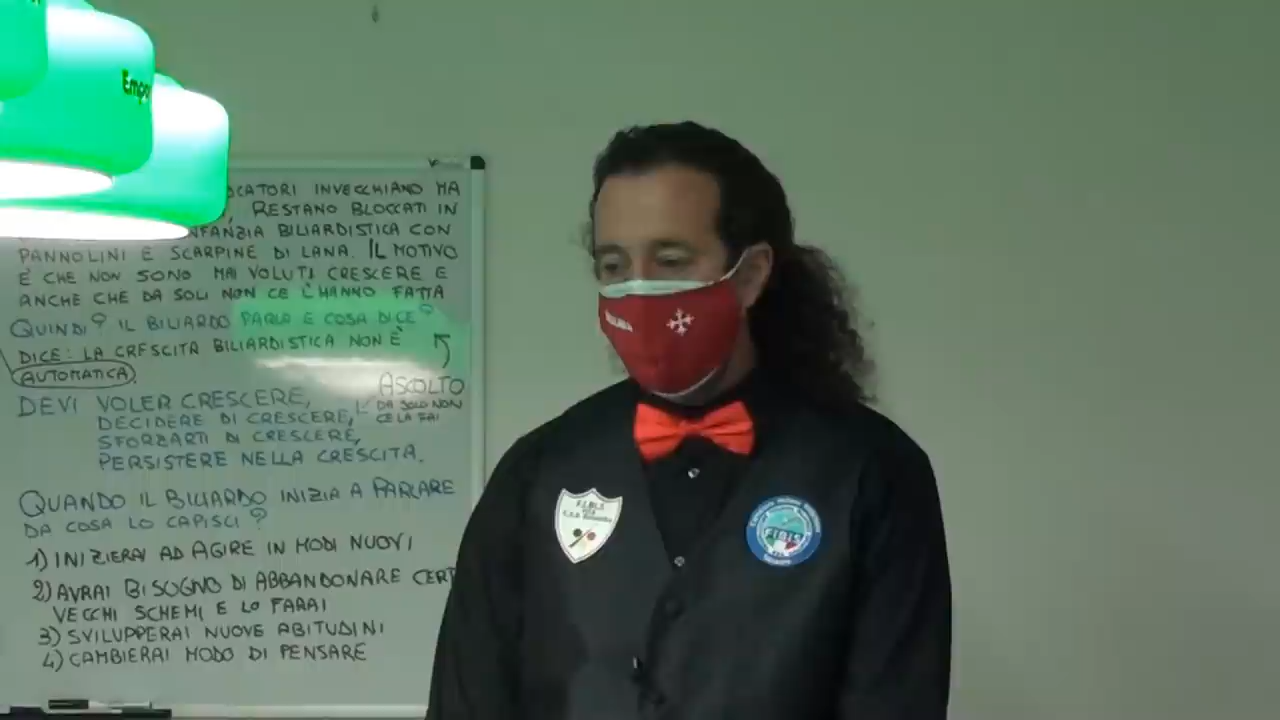 Empo
OCATORI INVECCHIANO MA
, RESTANO BLOCCATI IN
NFANZIA BILIARDISTICA CON
PANNOLINI E SCARPINE DI LANA. IL MOTIVO
È CHE NON SONO MAI VOLUTI CRESCERE E
ANCHE CHE DA SOLI NON CE L'HANNO FATTA
QUINDI? IL BILIARDO PARLA E COSA DICE?
DICE: LA CRESCITA BILIARDISTICA NON È
AUTOMATICA.
ASCOLTO
DA SOLO NON
CE LA FAI
DEVI VOLER CRESCERE,
DECIDERE DI CRESCERE,
SFORZARTI DI CRESCERE,
PERSISTERE NELLA CRESCITA.
QUANDO IL BILIARDO INIZIA A PARLARE
DA COSA LO CAPISCI?
1) INIZIERAI AD AGIRE IN MODI NUOVI
2) AVRAI BISOGNO DI ABBANDONARE CERT
VECCHI SCHEMI E LO FARAI
3) SVILUPPERAI NUOVE ABITUDINI
4) CAMBIERAI MODO DI PENSARE
FIBIS